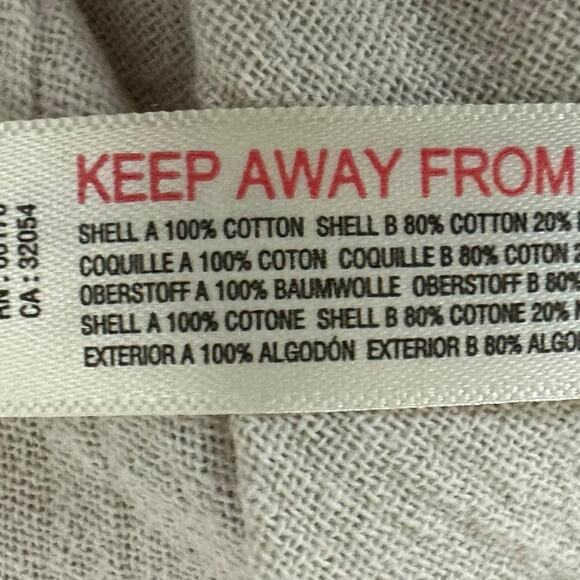 KEEP AWAY FROM
SHELL A 100% COTTON SHELL B 80% COTTON 20%
COQUILLE A 100% COTON COQUILLE B 80% COTON
OBERSTOFF A 100% BAUMWOLLE OBERSTOFF B 80%
SHELL A 100% COTONE SHELL B 80% COTONE 20%
EXTERIOR A 100% ALGODÓN EXTERIOR B 80%
RN :
CA : 32054